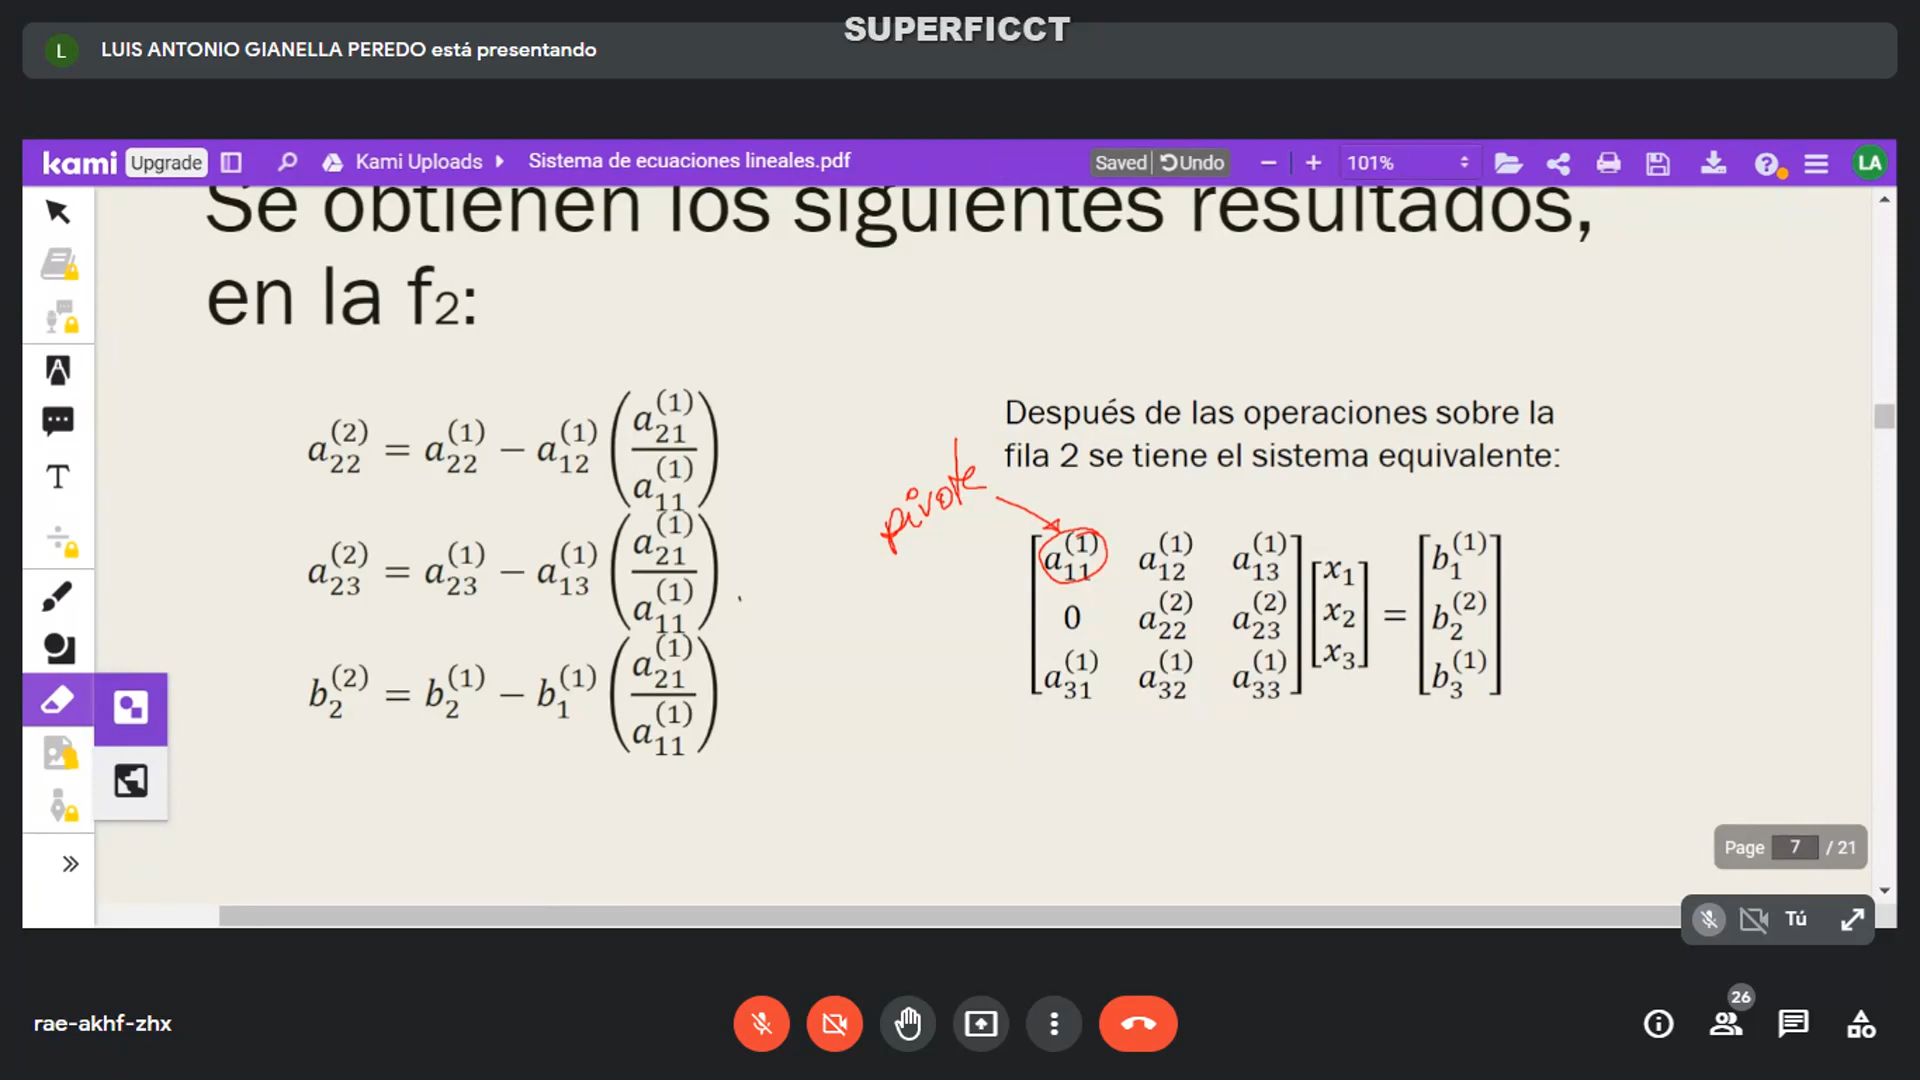 SUPERFICCT
L LUIS ANTONIO GIANELLA PEREDO está presentando
kami Upgrade Kami Uploads Sistema de ecuaciones lineales.pdf Saved Undo − + 101% LA
Se obtienen los siguientes resultados,
en la f₂:
a₂₂⁽²⁾ = a₂₂⁽¹⁾ − a₁₂⁽¹⁾ (a₂₁⁽¹⁾ / a₁₁⁽¹⁾)
a₂₃⁽²⁾ = a₂₃⁽¹⁾ − a₁₃⁽¹⁾ (a₂₁⁽¹⁾ / a₁₁⁽¹⁾)
b₂⁽²⁾ = b₂⁽¹⁾ − b₁⁽¹⁾ (a₂₁⁽¹⁾ / a₁₁⁽¹⁾)
Después de las operaciones sobre la
fila 2 se tiene el sistema equivalente:
pivote
a₁₁⁽¹⁾ a₁₂⁽¹⁾ a₁₃⁽¹⁾ x₁ b₁⁽¹⁾
0 a₂₂⁽²⁾ a₂₃⁽²⁾ x₂ = b₂⁽²⁾
a₃₁⁽¹⁾ a₃₂⁽¹⁾ a₃₃⁽¹⁾ x₃ b₃⁽¹⁾
Page 7 / 21
Tú
rae-akhf-zhx
26